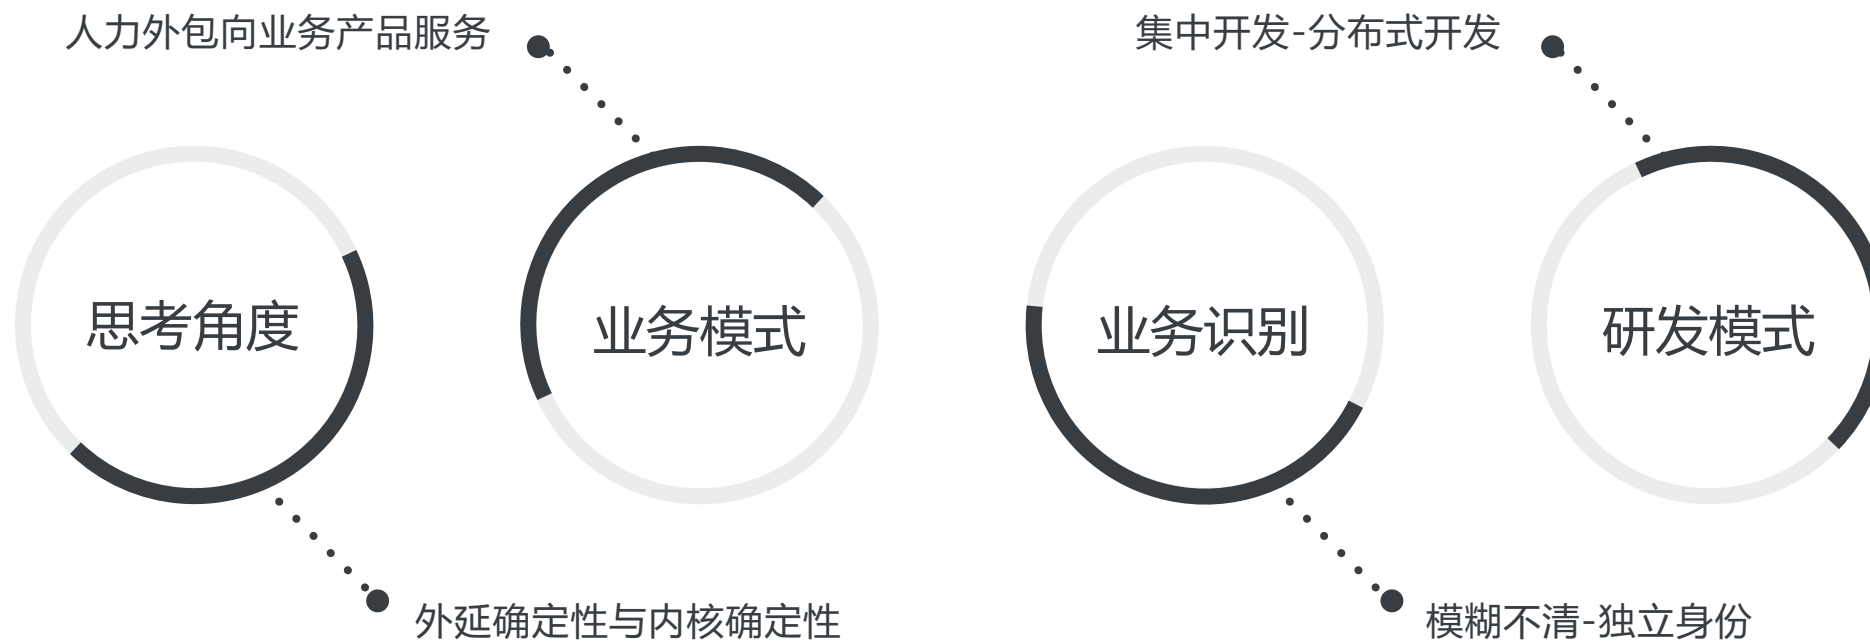 人力外包向业务产品服务
集中开发-分布式开发
思考角度
业务模式
业务识别
研发模式
外延确定性与内核确定性
模糊不清-独立身份